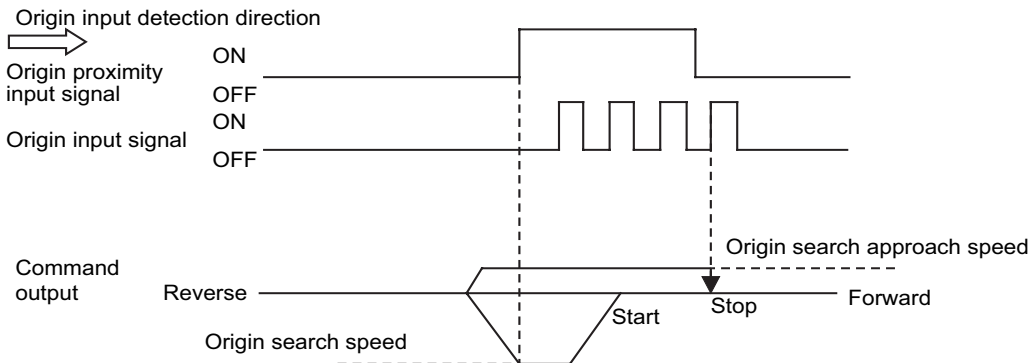 Origin input detection direction
Origin proximity
input signal
ON
OFF
Origin input signal
ON
OFF
Origin search approach speed
Command
output
Reverse
Start
Stop
Forward
Origin search speed